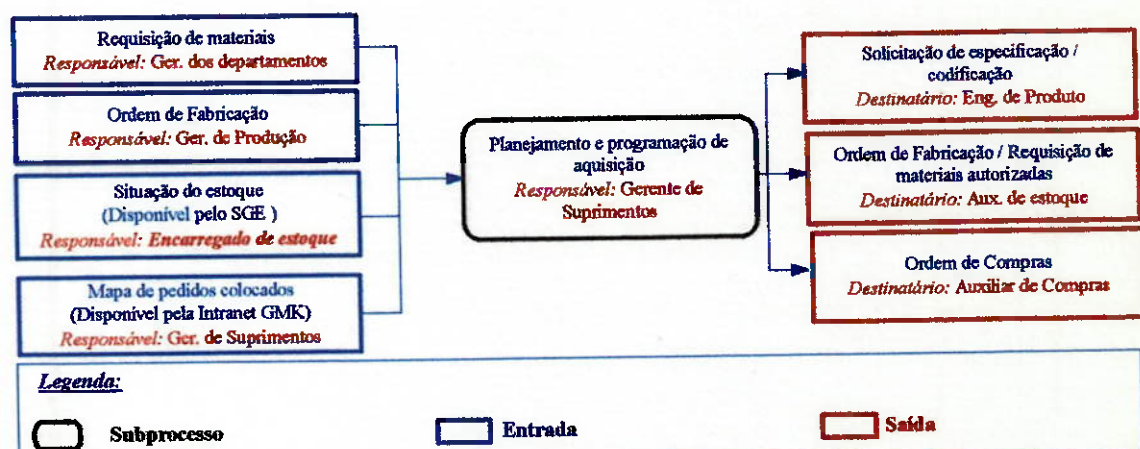 Requisição de materiais
Responsável: Ger. dos departamentos
Ordem de Fabricação
Responsável: Ger. de Produção
Situação do estoque
(Disponível pelo SGE )
Responsável: Encarregado de estoque
Mapa de pedidos colocados
(Disponível pela Intranet GMK)
Responsável: Ger. de Suprimentos
Planejamento e programação de
aquisição
Responsável: Gerente de
Suprimentos
Solicitação de especificação /
codificação
Destinatário: Eng. de Produto
Ordem de Fabricação / Requisição de
materiais autorizadas
Destinatário: Aux. de estoque
Ordem de Compras
Destinatário: Auxiliar de Compras
Legenda:
Subprocesso
Entrada
Saída